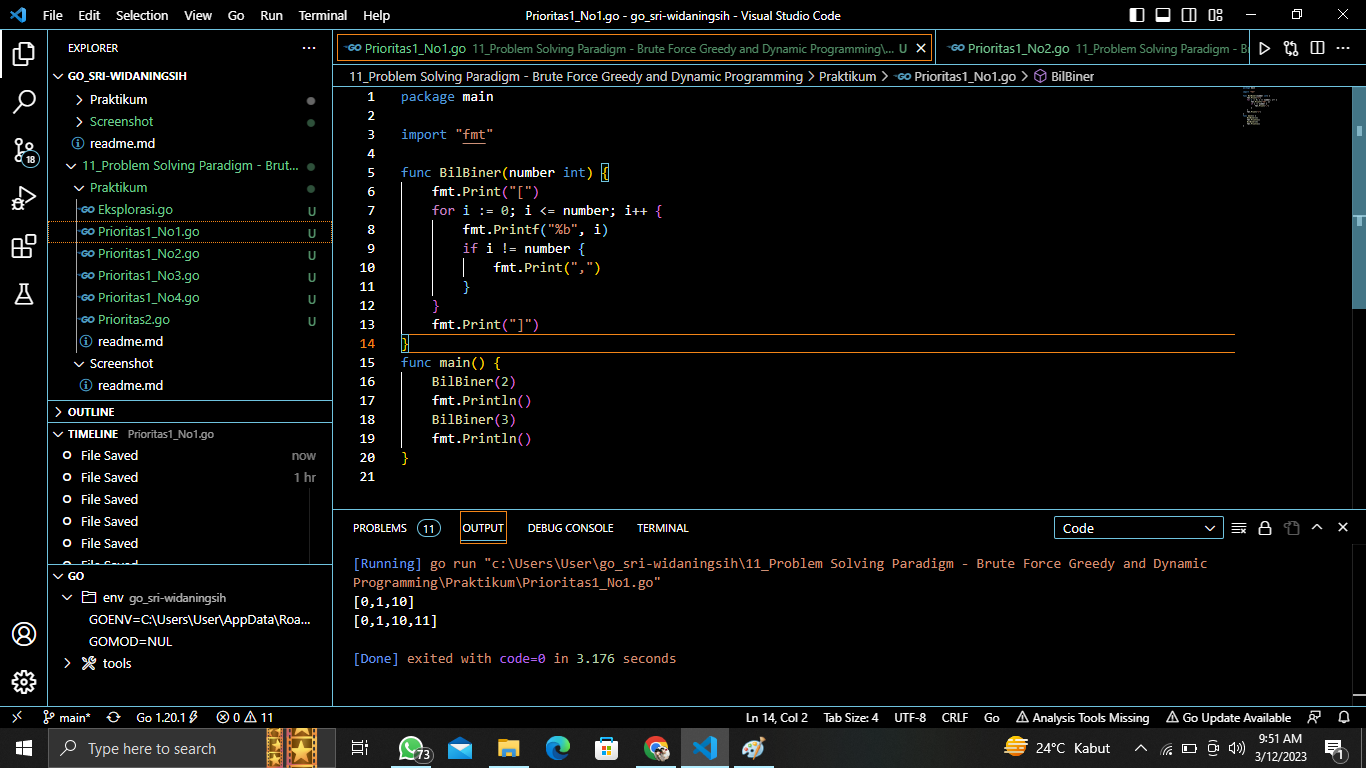 File Edit Selection View Go Run Terminal Help
Prioritas1_No1.go - go_sri-widaningsih - Visual Studio Code
EXPLORER
GO_SRI-WIDANINGSIH
Praktikum
Screenshot
readme.md
11_Problem Solving Paradigm - Brut...
Praktikum
Eksplorasi.go U
Prioritas1_No1.go U
Prioritas1_No2.go U
Prioritas1_No3.go U
Prioritas1_No4.go U
Prioritas2.go U
readme.md
Screenshot
readme.md
OUTLINE
TIMELINE Prioritas1_No1.go
File Saved now
File Saved 1 hr
File Saved
File Saved
File Saved
GO
env go_sri-widaningsih
GOENV=C:\Users\User\AppData\Roa...
GOMOD=NUL
tools
18
Prioritas1_No1.go 11_Problem Solving Paradigm - Brute Force Greedy and Dynamic Programming\... U
Prioritas1_No2.go 11_Problem Solving Paradigm - B
11_Problem Solving Paradigm - Brute Force Greedy and Dynamic Programming > Praktikum > Prioritas1_No1.go > BilBiner
1 package main
2
3 import "fmt"
4
5 func BilBiner(number int) {
6 fmt.Print("[")
7 for i := 0; i <= number; i++ {
8 fmt.Printf("%b", i)
9 if i != number {
10 fmt.Print(",")
11 }
12 }
13 fmt.Print("]")
14 }
15 func main() {
16 BilBiner(2)
17 fmt.Println()
18 BilBiner(3)
19 fmt.Println()
20 }
21
PROBLEMS 11 OUTPUT DEBUG CONSOLE TERMINAL
Code
[Running] go run "c:\Users\User\go_sri-widaningsih\11_Problem Solving Paradigm - Brute Force Greedy and Dynamic
Programming\Praktikum\Prioritas1_No1.go"
[0,1,10]
[0,1,10,11]
[Done] exited with code=0 in 3.176 seconds
main* Go 1.20.1 0 11
Ln 14, Col 2 Tab Size: 4 UTF-8 CRLF Go Analysis Tools Missing Go Update Available
Type here to search
73
24°C Kabut
9:51 AM
3/12/2023
1